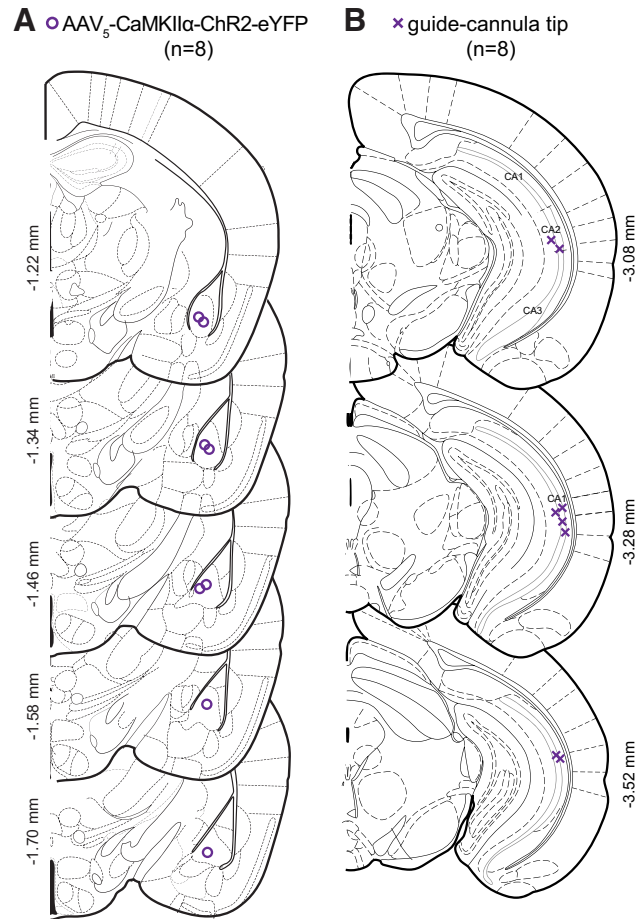 A AAV5-CaMKIIα-ChR2-eYFP
(n=8)
-1.22 mm
-1.34 mm
-1.46 mm
-1.58 mm
-1.70 mm
B × guide-cannula tip
(n=8)
CA1
CA2
CA3
-3.08 mm
CA1
-3.28 mm
-3.52 mm